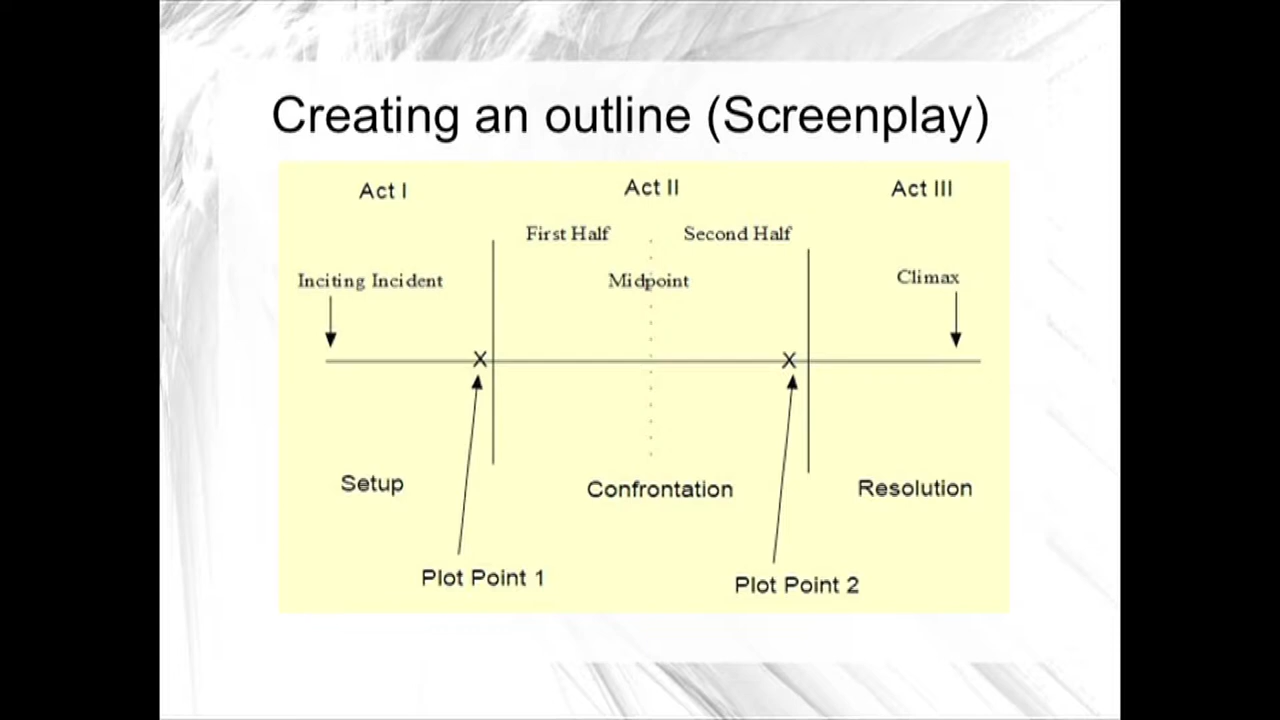 Creating an outline (Screenplay)
Act I
Act II
Act III
First Half
Second Half
Inciting Incident
Midpoint
Climax
X
X
Setup
Confrontation
Resolution
Plot Point 1
Plot Point 2